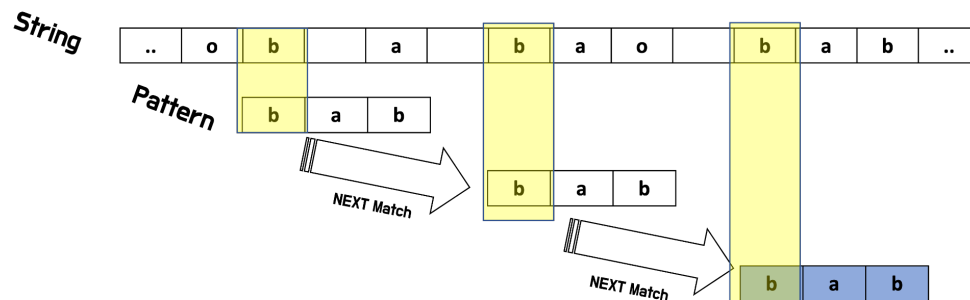 String
.. o b a b a o b a b ..
Pattern
b a b
NEXT Match
b a b
NEXT Match
b a b